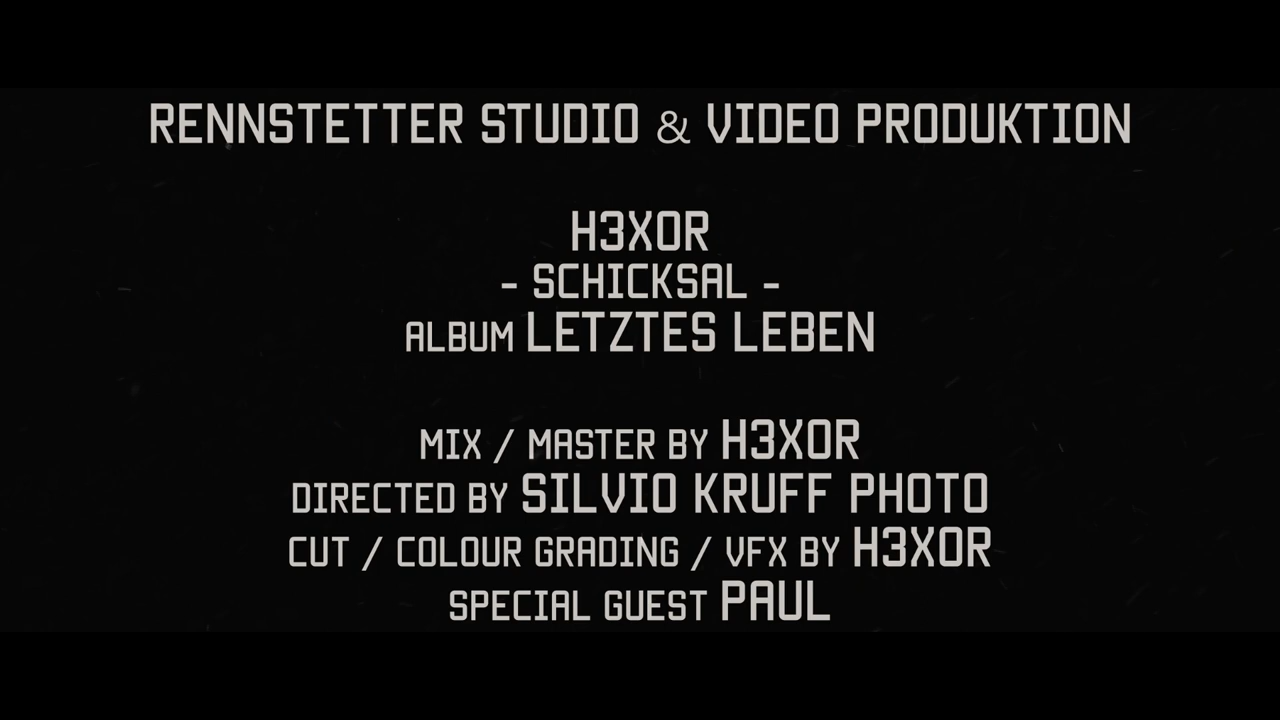 RENNSTETTER STUDIO & VIDEO PRODUKTION
H3XOR
- SCHICKSAL -
ALBUM LETZTES LEBEN
MIX / MASTER BY H3XOR
DIRECTED BY SILVIO KRUFF PHOTO
CUT / COLOUR GRADING / VFX BY H3XOR
SPECIAL GUEST PAUL